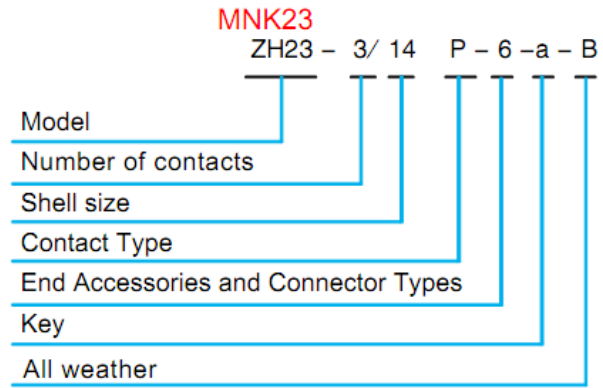 MNK23
ZH23 – 3/ 14 P – 6 –a – B
Model
Number of contacts
Shell size
Contact Type
End Accessories and Connector Types
Key
All weather